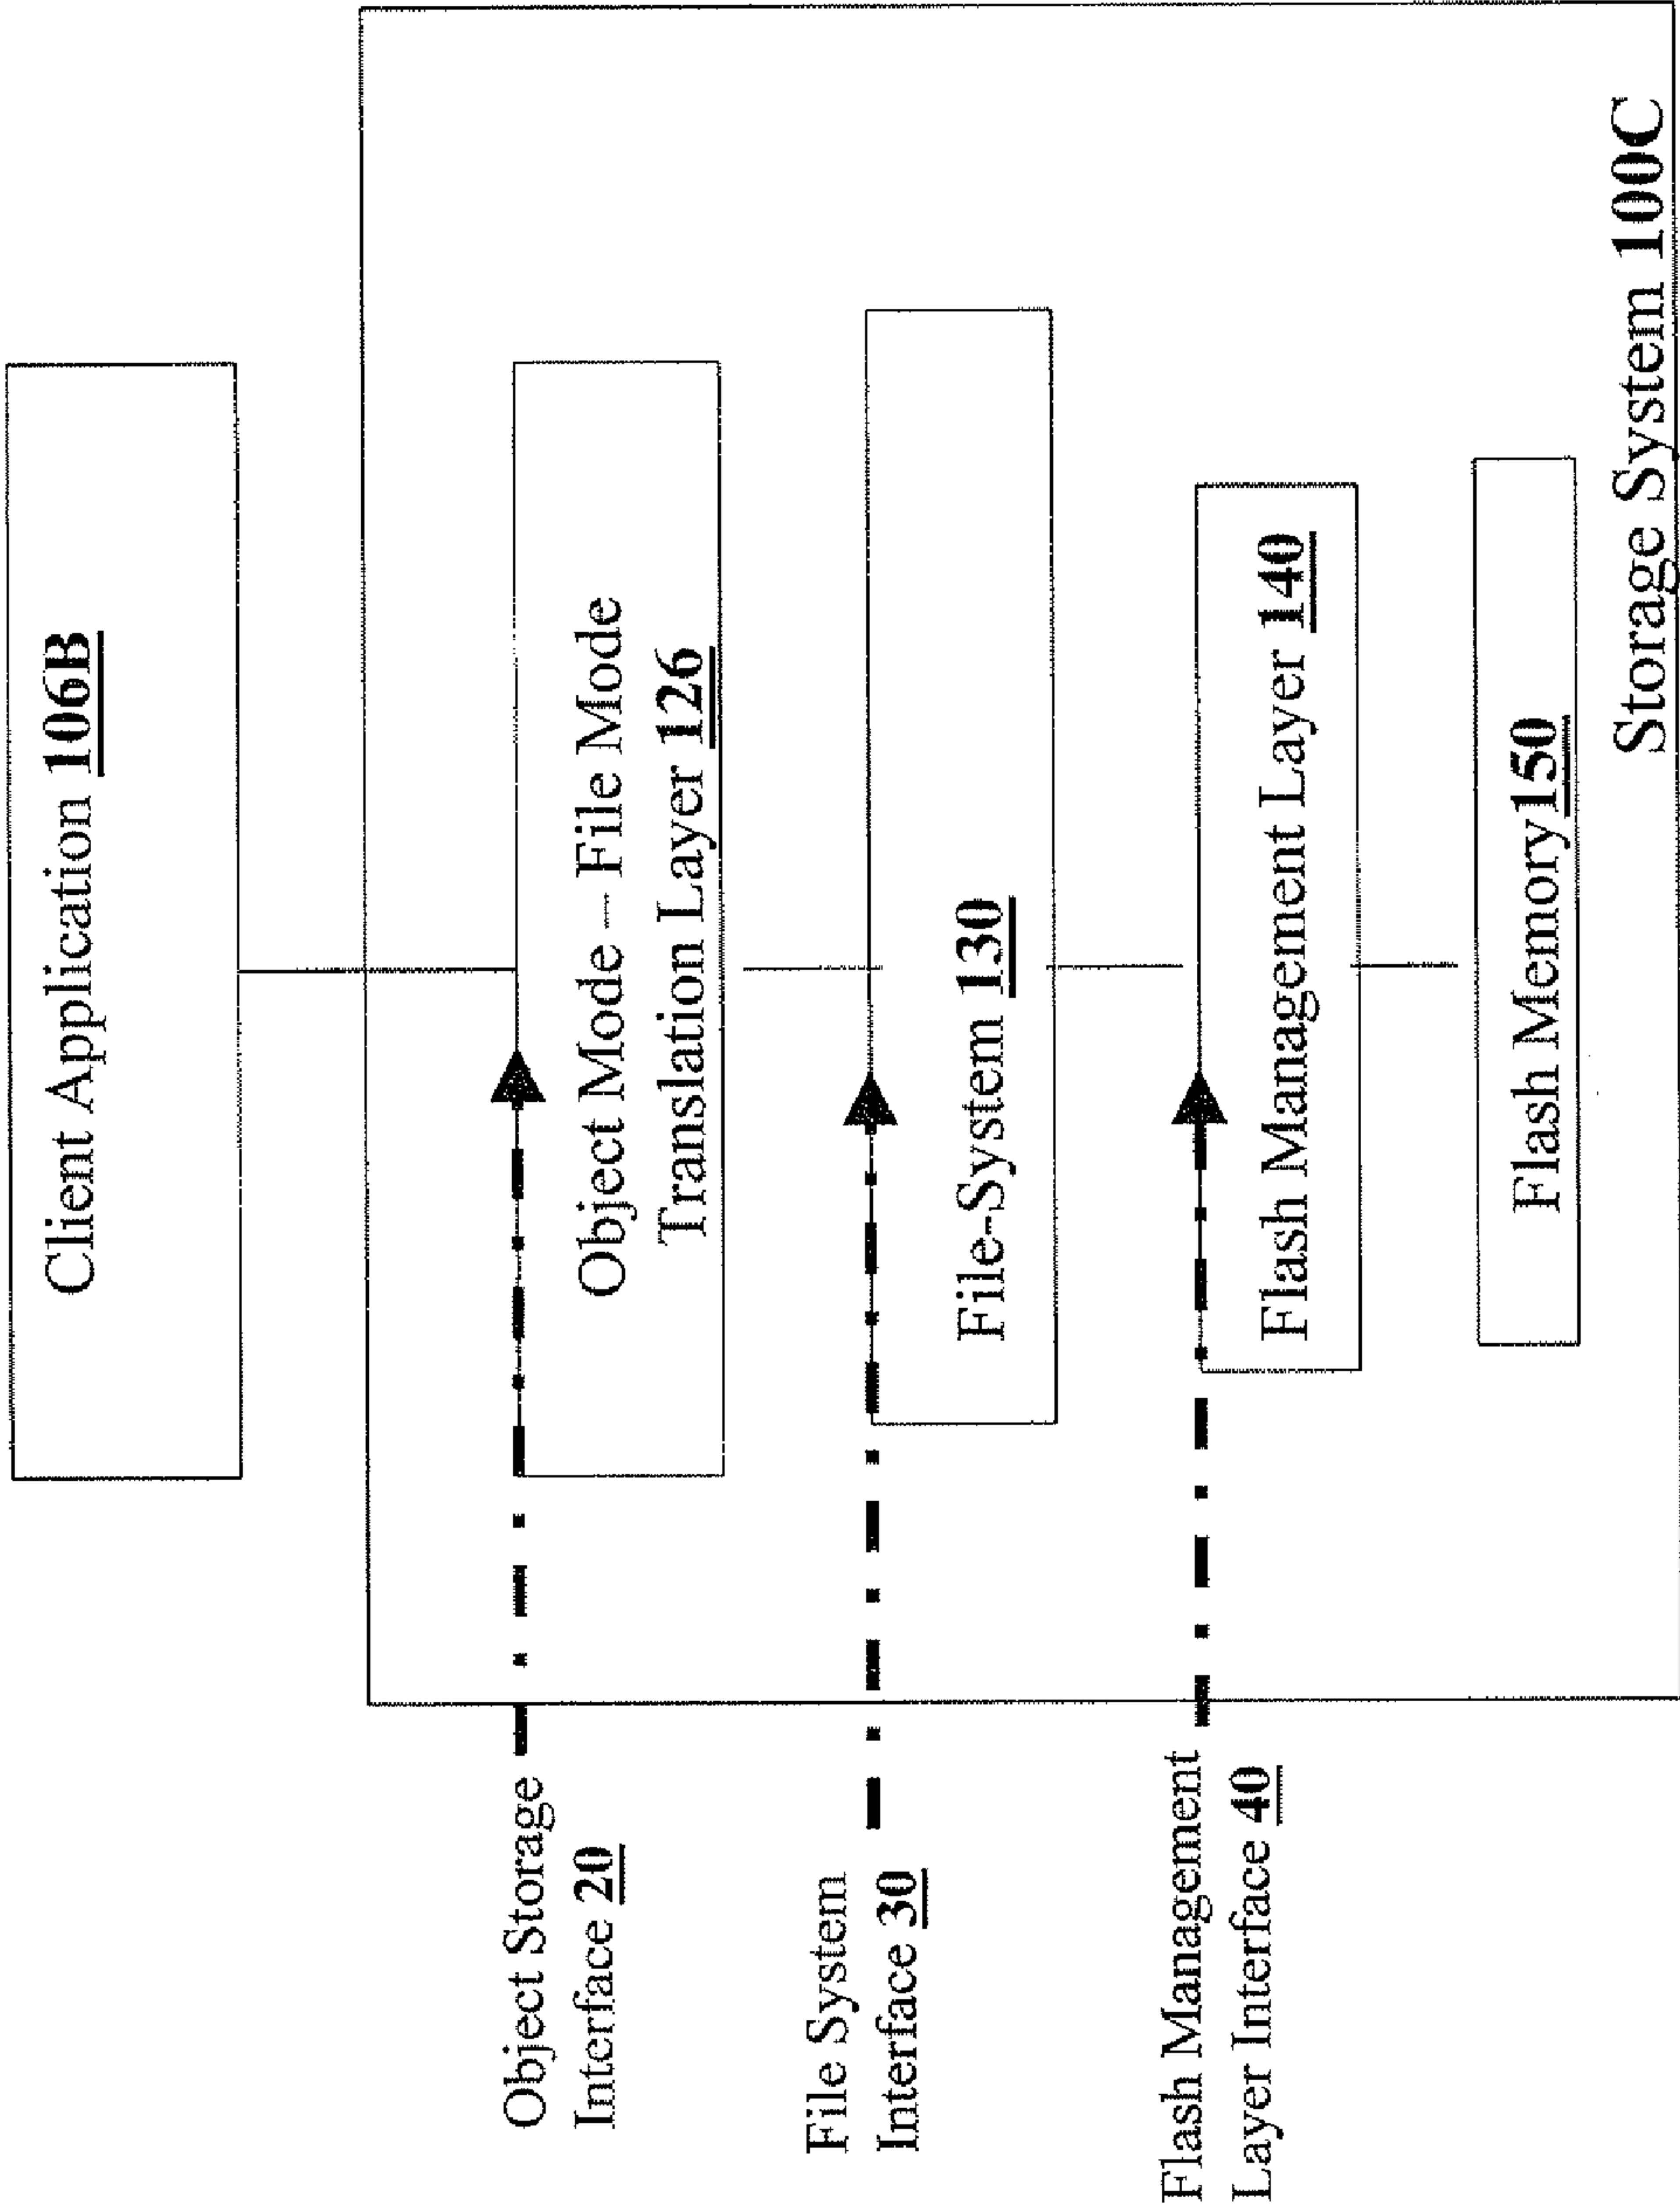 Client Application 106B
Object Storage
Interface 20
Object Mode – File Mode
Translation Layer 126
File System
Interface 30
File-System 130
Flash Management
Layer Interface 40
Flash Management Layer 140
Flash Memory150
Storage System 100C